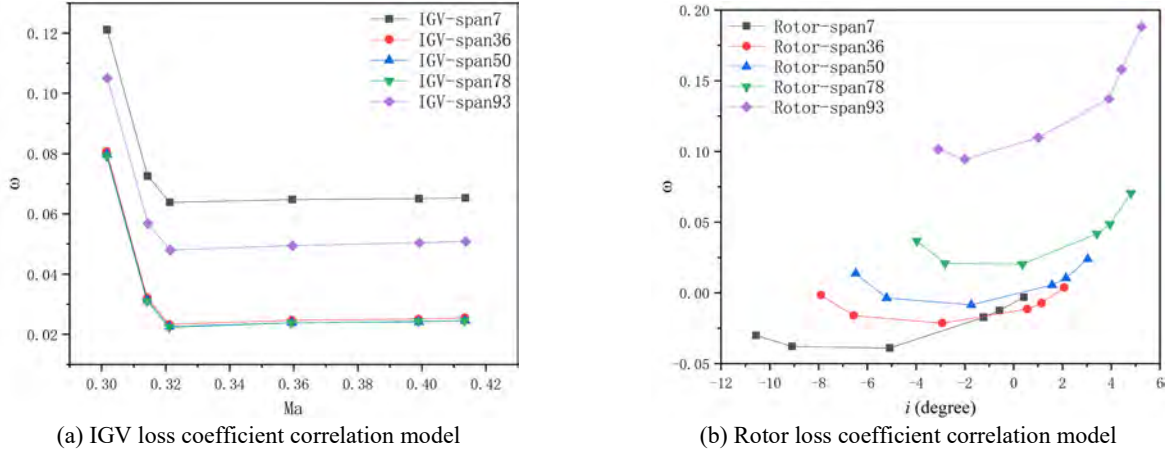 IGV-span7
IGV-span36
IGV-span50
IGV-span78
IGV-span93
0.12
0.10
0.08
0.06
0.04
0.02
ω
0.30 0.32 0.34 0.36 0.38 0.40 0.42
Ma
(a) IGV loss coefficient correlation model
Rotor-span7
Rotor-span36
Rotor-span50
Rotor-span78
Rotor-span93
0.20
0.15
0.10
0.05
0.00
-0.05
ω
-12 -10 -8 -6 -4 -2 0 2 4 6
i (degree)
(b) Rotor loss coefficient correlation model